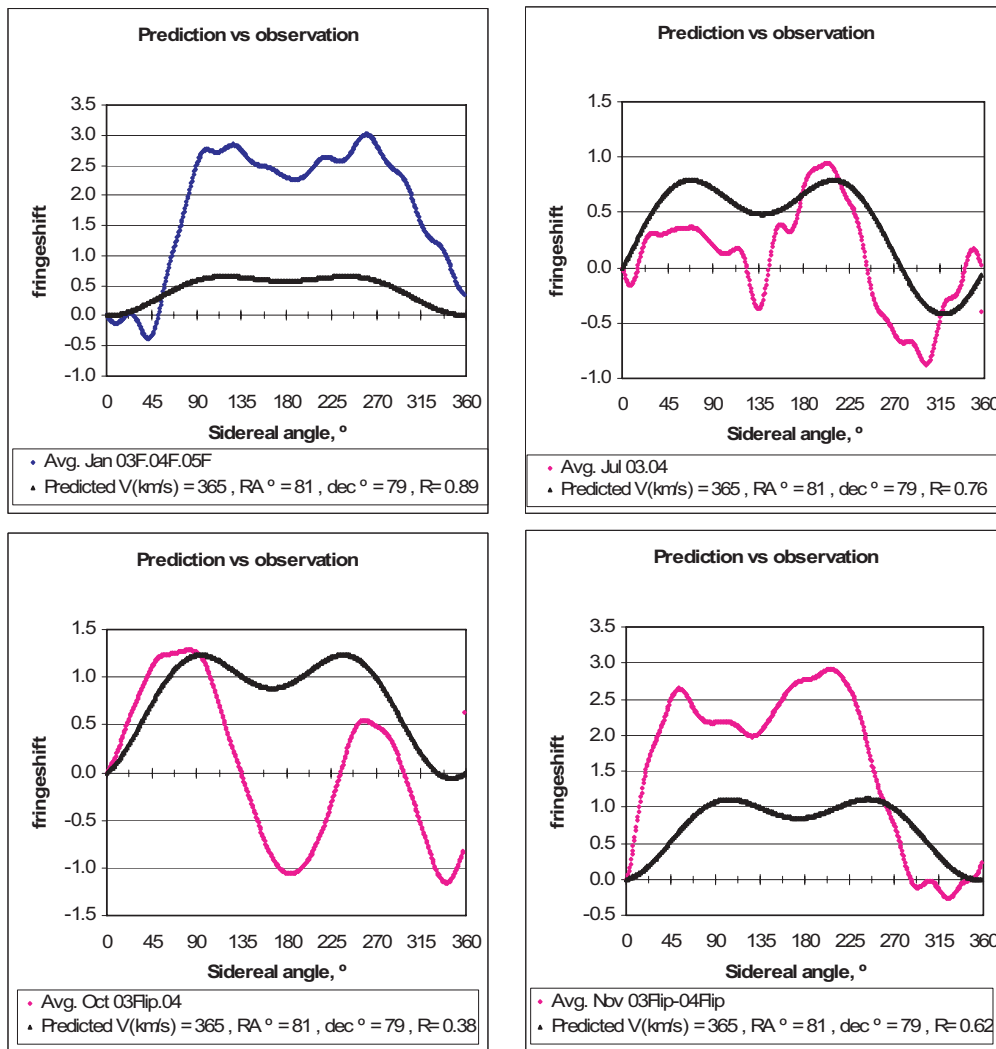 Prediction vs observation
3.5
3.0
2.5
2.0
1.5
1.0
0.5
0.0
-0.5
-1.0
fringeshift
0 45 90 135 180 225 270 315 360
Sidereal angle, º
Avg. Jan 03F.04F.05F
Predicted V(km/s) = 365 , RA º = 81 , dec º = 79 , R= 0.89
Prediction vs observation
1.5
1.0
0.5
0.0
-0.5
-1.0
fringeshift
0 45 90 135 180 225 270 315 360
Sidereal angle, º
Avg. Jul 03.04
Predicted V(km/s) = 365 , RA º = 81 , dec º = 79 , R= 0.76
Prediction vs observation
1.5
1.0
0.5
0.0
-0.5
-1.0
-1.5
fringeshift
0 45 90 135 180 225 270 315 360
Sidereal angle, º
Avg. Oct 03Flip.04
Predicted V(km/s) = 365 , RA º = 81 , dec º = 79 , R= 0.38
Prediction vs observation
3.5
3.0
2.5
2.0
1.5
1.0
0.5
0.0
-0.5
fringeshift
0 45 90 135 180 225 270 315 360
Sidereal angle, º
Avg. Nov 03Flip-04Flip
Predicted V(km/s) = 365 , RA º = 81 , dec º = 79 , R= 0.62